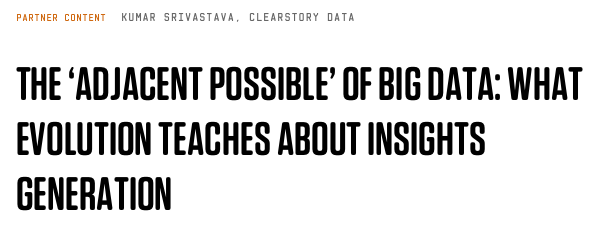 PARTNER CONTENT KUMAR SRIVASTAVA, CLEARSTORY DATA
THE ‘ADJACENT POSSIBLE’ OF BIG DATA: WHAT
EVOLUTION TEACHES ABOUT INSIGHTS
GENERATION